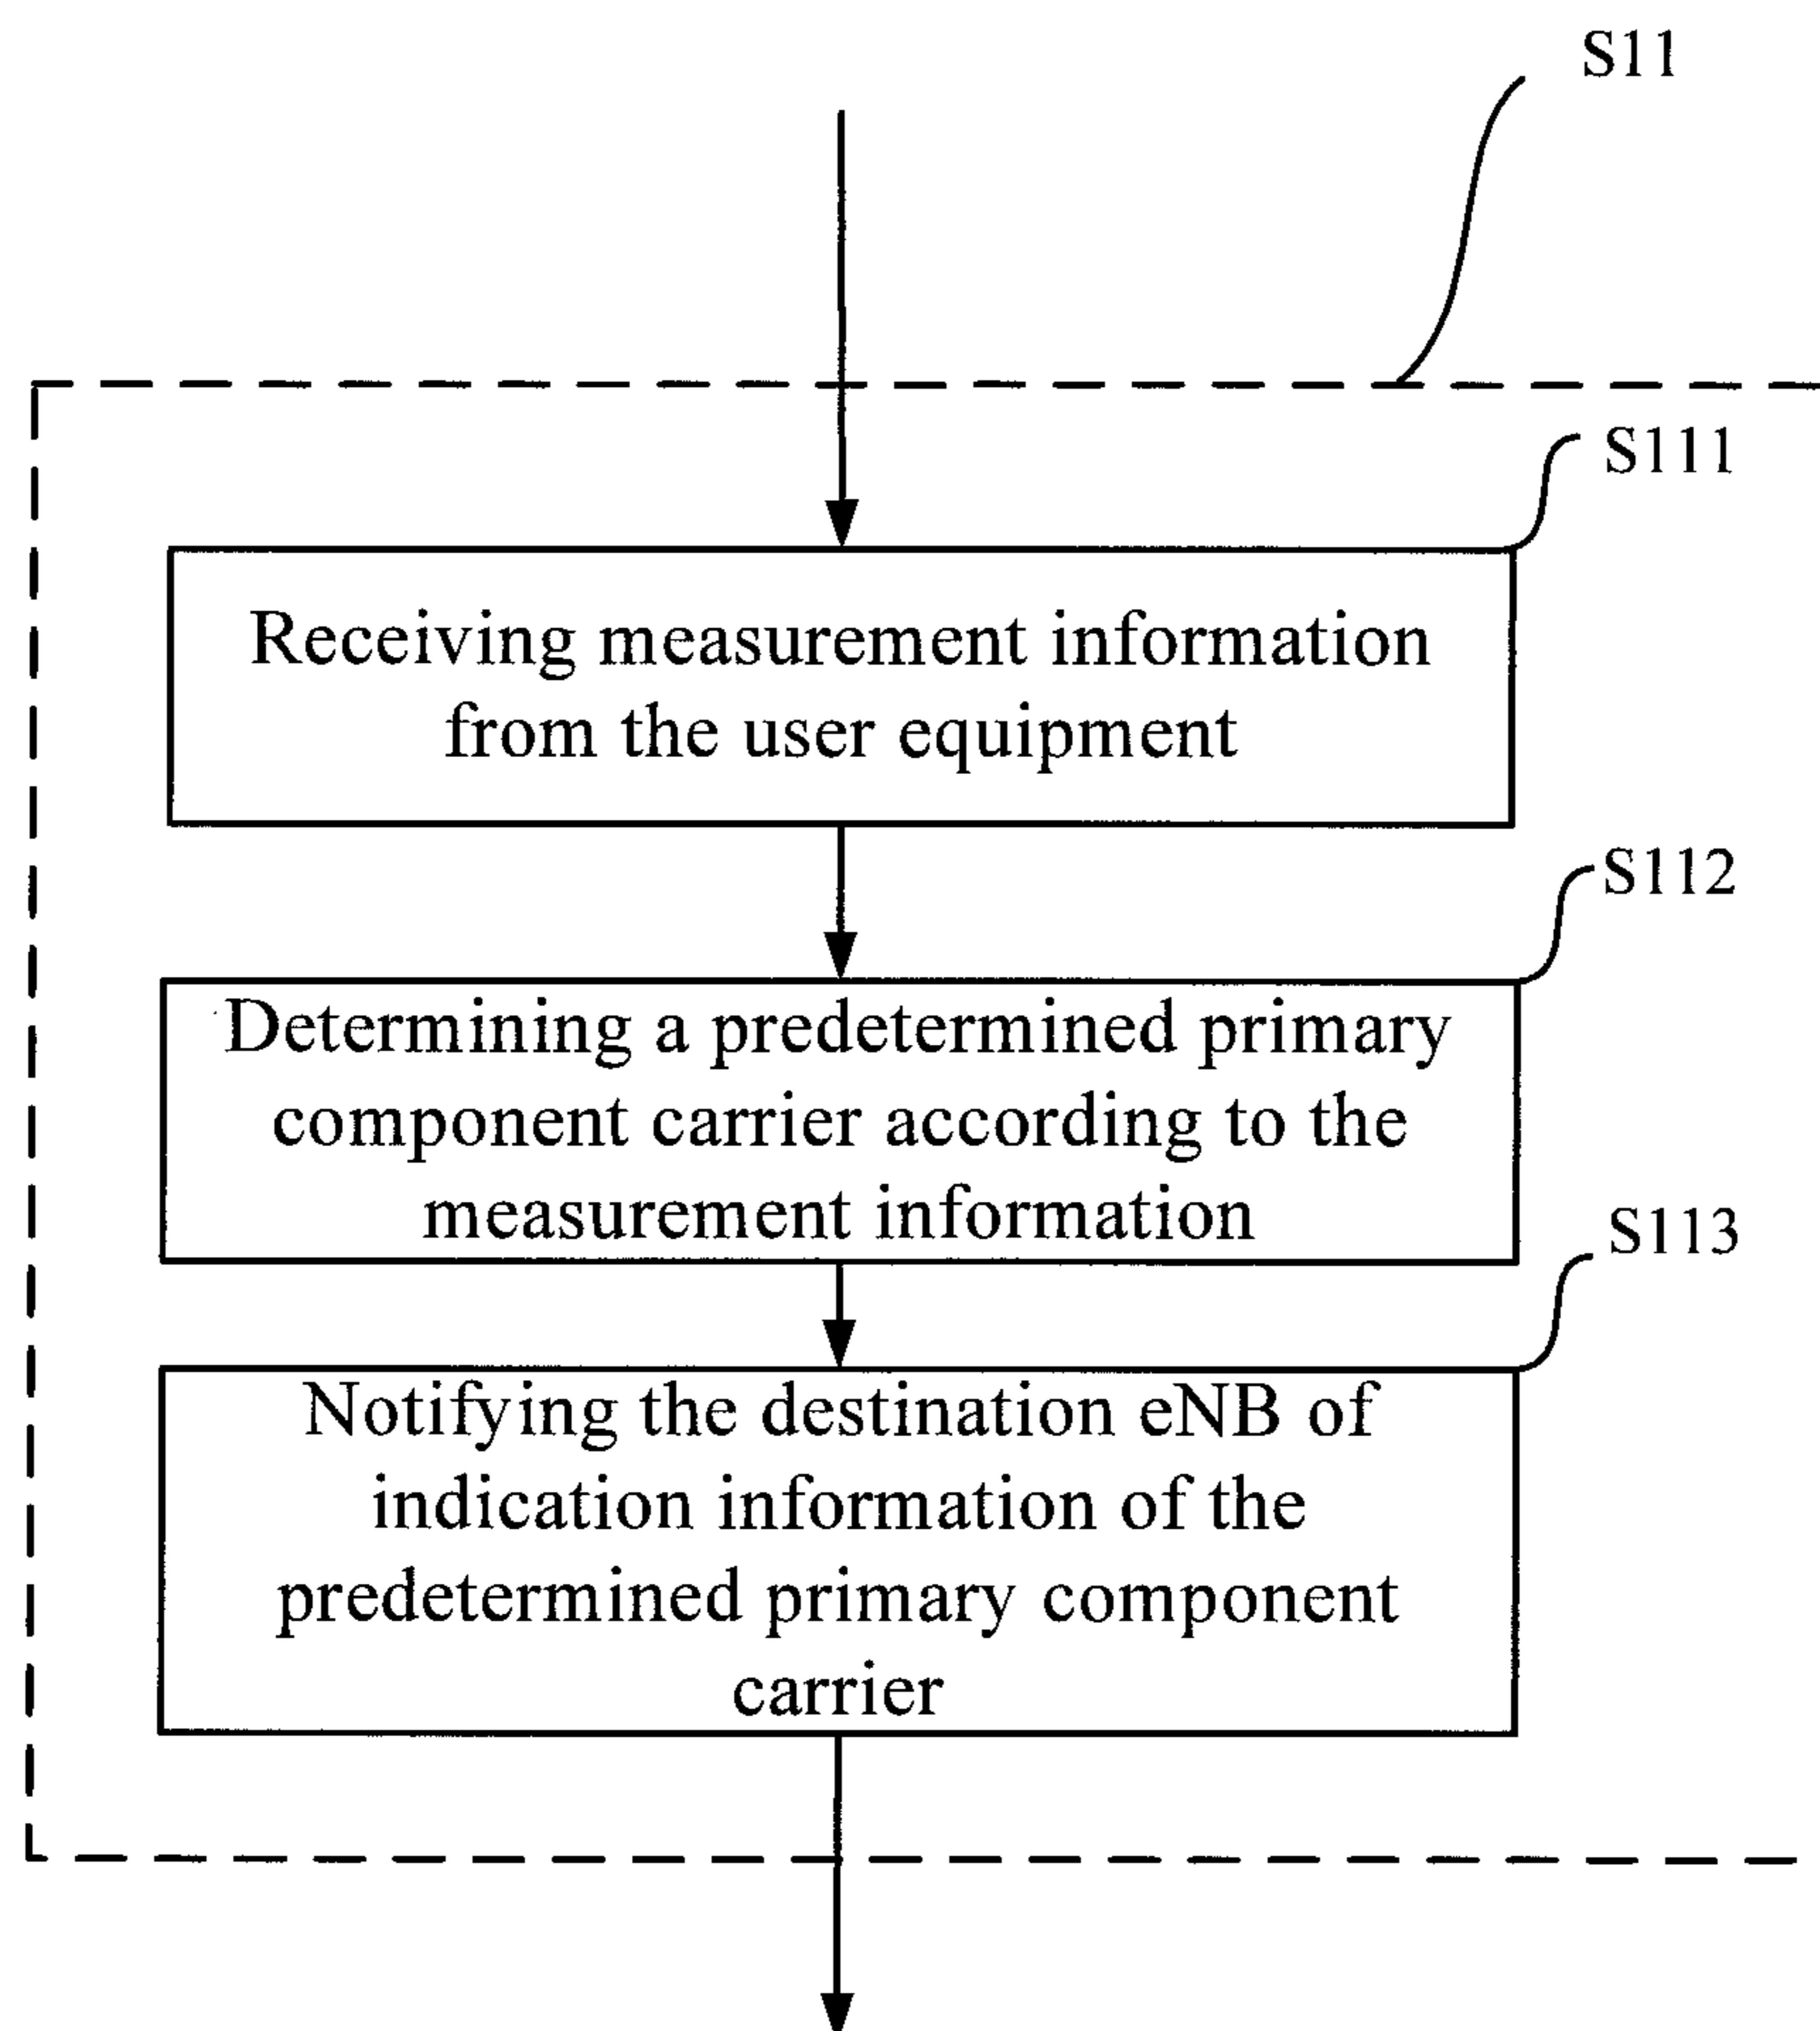 S11
S111
Receiving measurement information
from the user equipment
S112
Determining a predetermined primary
component carrier according to the
measurement information
S113
Notifying the destination eNB of
indication information of the
predetermined primary component
carrier